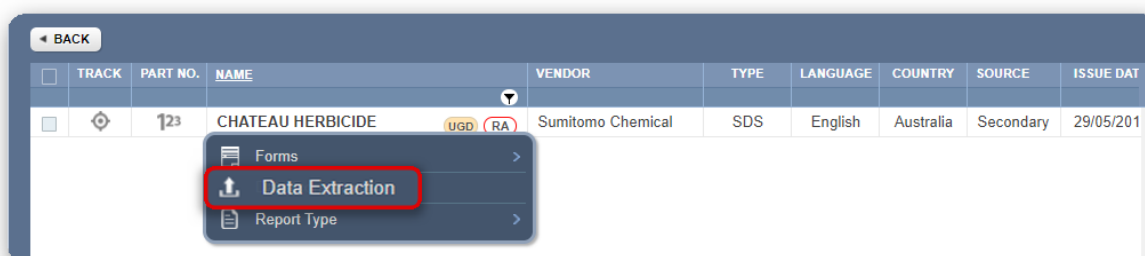 BACK
TRACK PART NO. NAME VENDOR TYPE LANGUAGE COUNTRY SOURCE ISSUE DAT
123 CHATEAU HERBICIDE UGD RA Sumitomo Chemical SDS English Australia Secondary 29/05/201
Forms
Data Extraction
Report Type